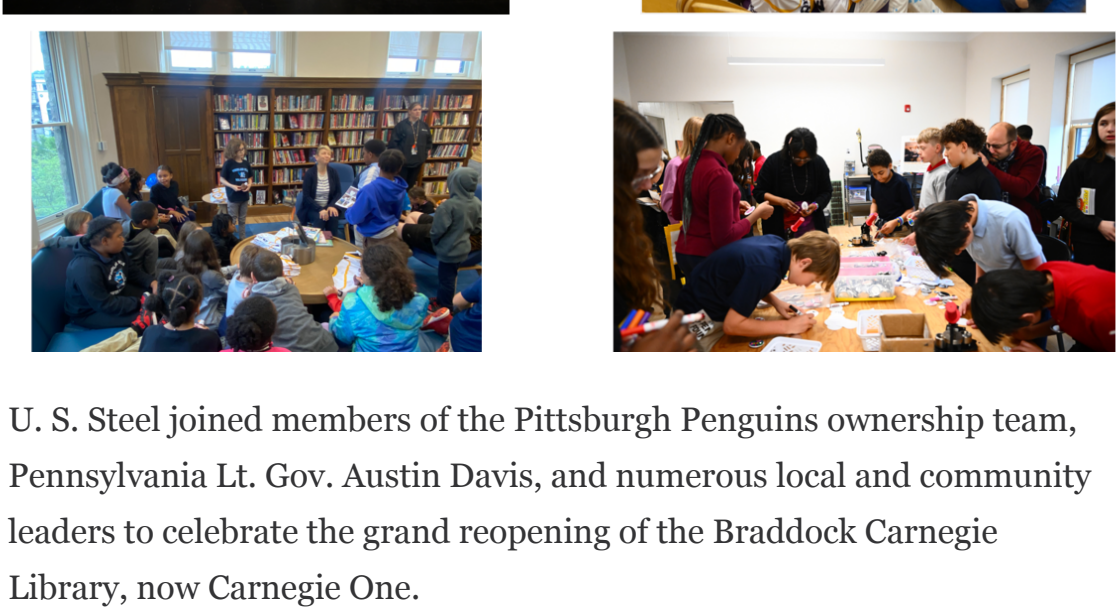 U. S. Steel joined members of the Pittsburgh Penguins ownership team,
Pennsylvania Lt. Gov. Austin Davis, and numerous local and community
leaders to celebrate the grand reopening of the Braddock Carnegie
Library, now Carnegie One.